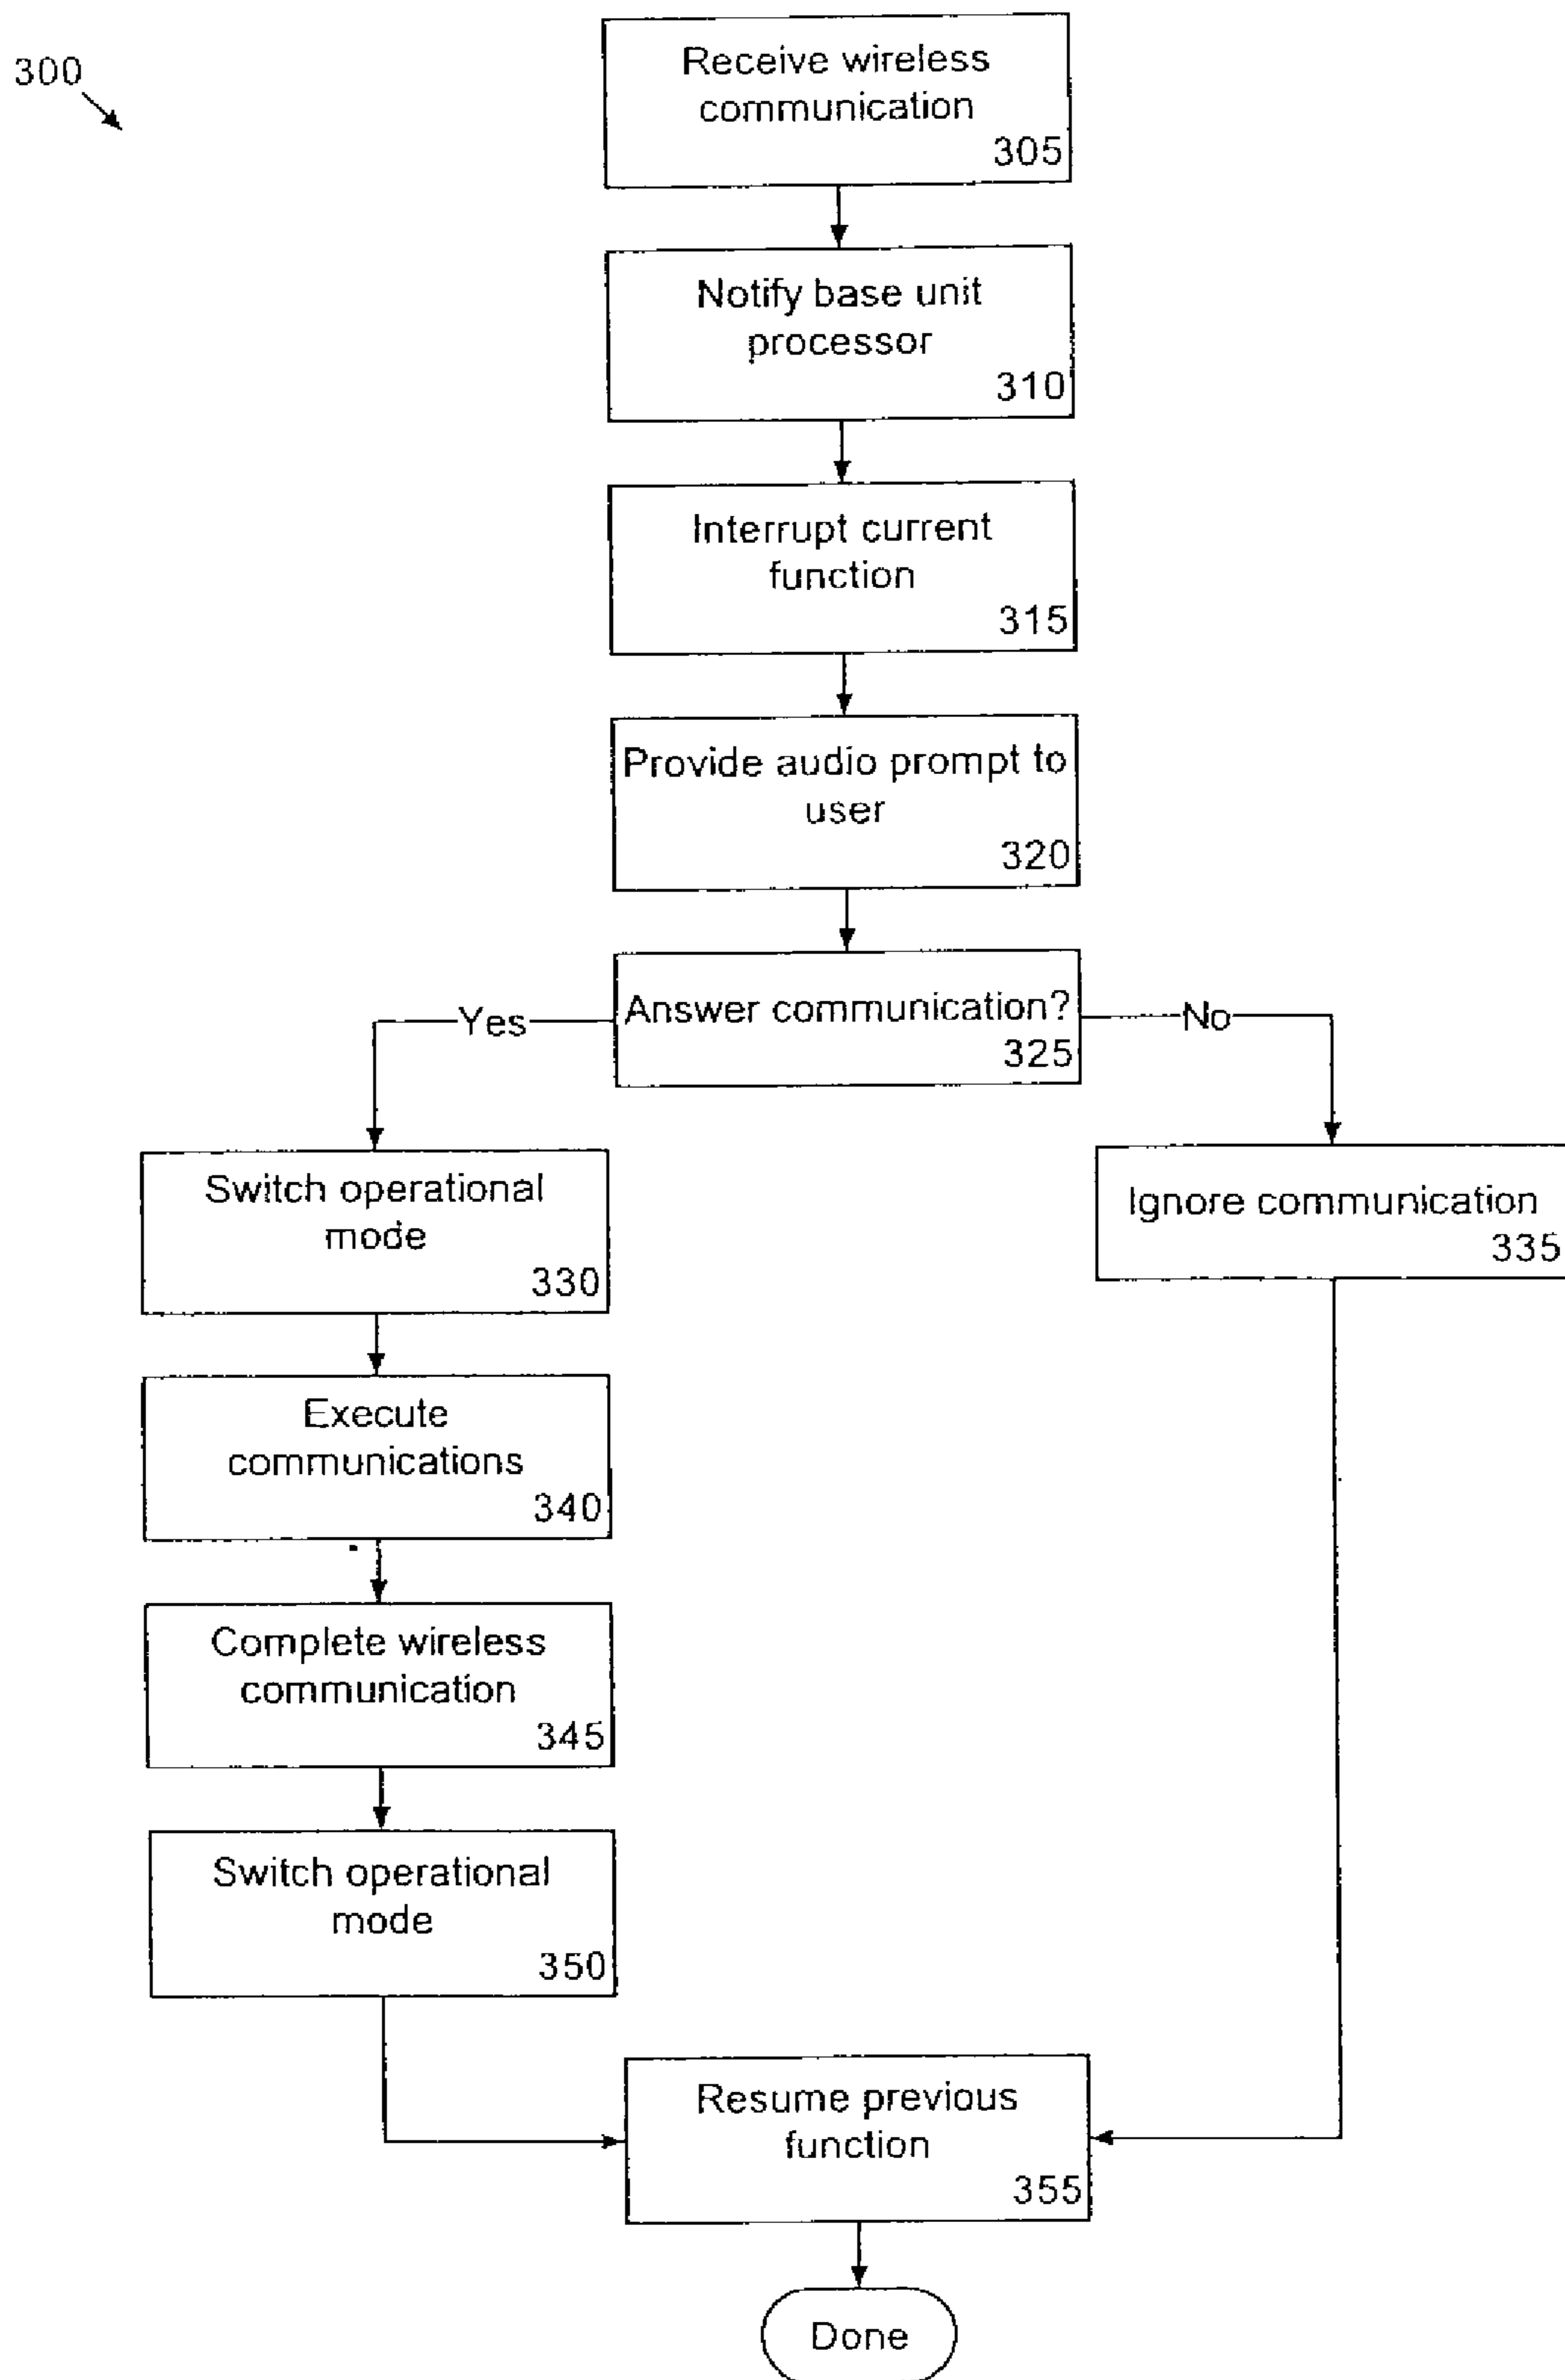 300
Receive wireless
communication
305
Notify base unit
processor
310
Interrupt current
function
315
Provide audio prompt to
user
320
Answer communication?
325
Yes
No
Switch operational
mode
330
Ignore communication
335
Execute
communications
340
Complete wireless
communication
345
Switch operational
mode
350
Resume previous
function
355
Done